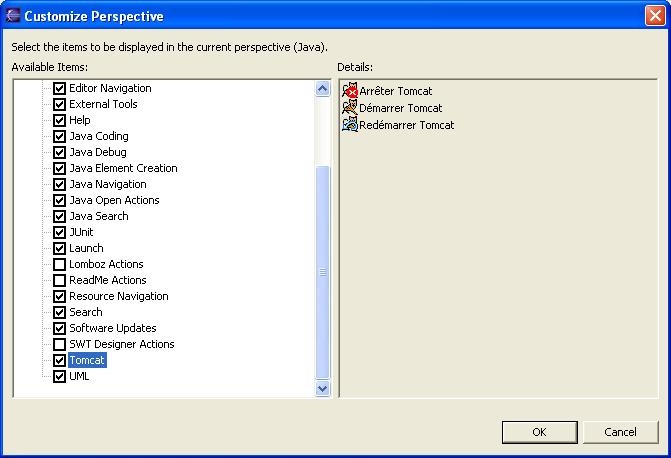 Customize Perspective
Select the items to be displayed in the current perspective (Java).
Available Items:
Editor Navigation
External Tools
Help
Java Coding
Java Debug
Java Element Creation
Java Navigation
Java Open Actions
Java Search
JUnit
Launch
Lomboz Actions
ReadMe Actions
Resource Navigation
Search
Software Updates
SWT Designer Actions
Tomcat
UML
Details:
Arrêter Tomcat
Démarrer Tomcat
Redémarrer Tomcat
OK
Cancel